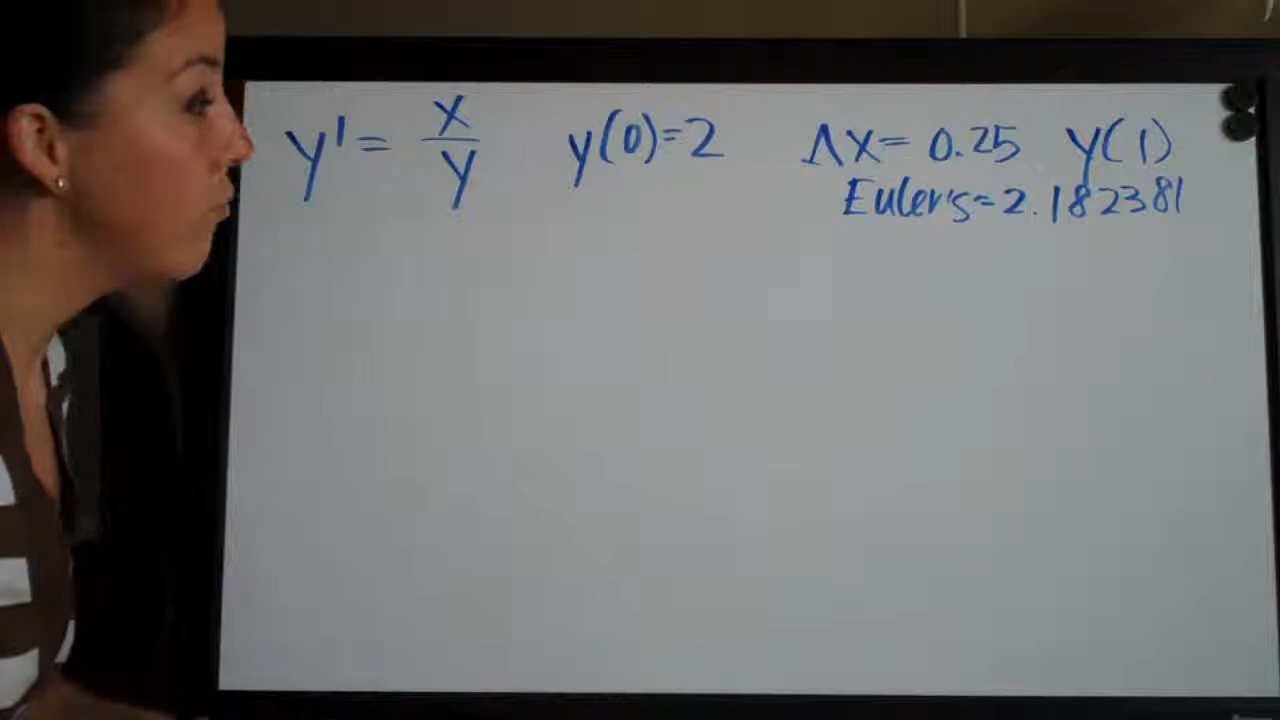 y' = x/y y(0)=2 Δx= 0.25 y(1)
Euler's=2.182381